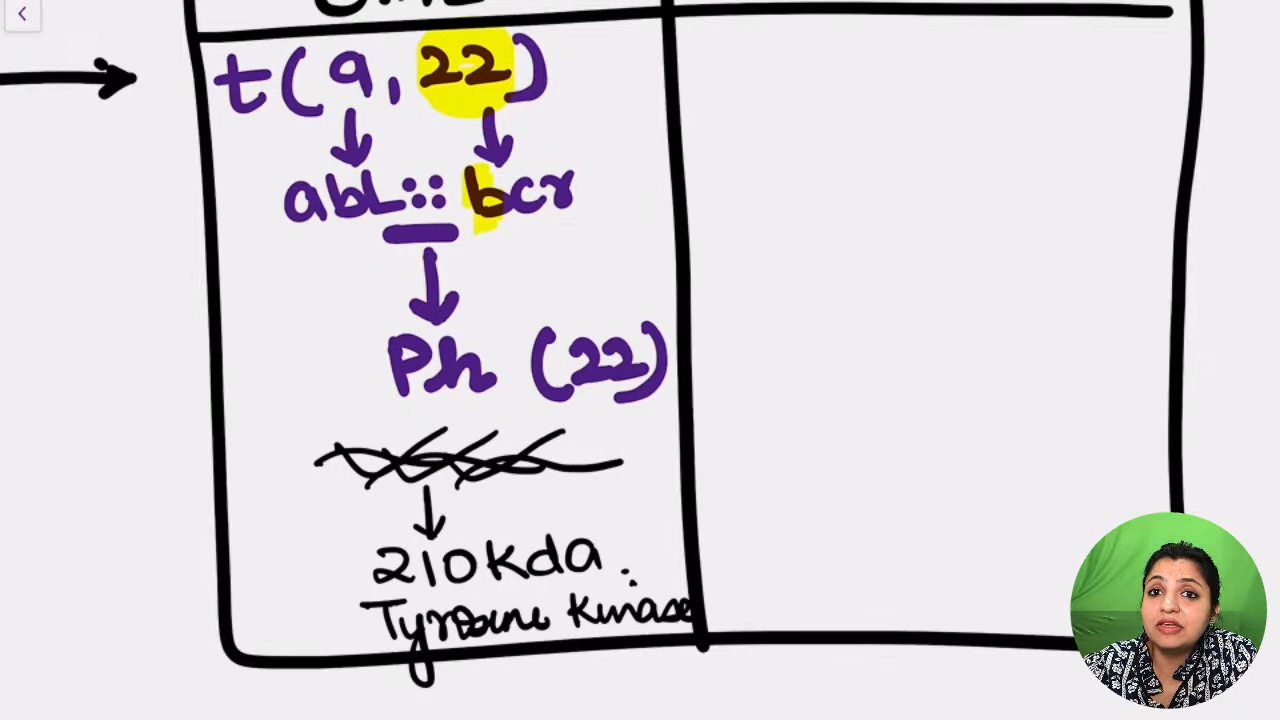 t(9,22)
abL:: bcr
Ph (22)
210Kda.
Tyrosine Kinase